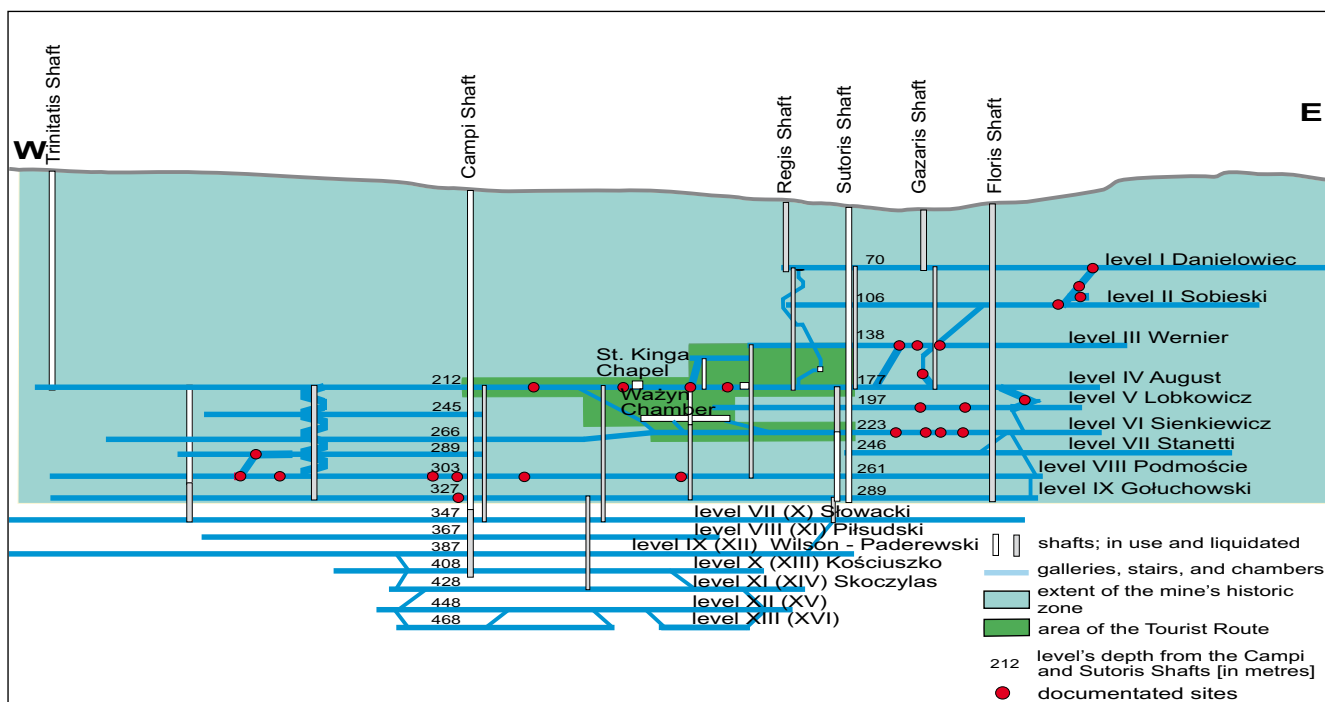 W
E
Trinitatis Shaft
Campi Shaft
Regis Shaft
Sutoris Shaft
Gazaris Shaft
Floris Shaft
70
level I Danielowiec
106
level II Sobieski
138
level III Wernier
St. Kinga
Chapel
212
177
level IV August
Ważyn
Chamber
197
level V Lobkowicz
245
223
level VI Sienkiewicz
266
246
level VII Stanetti
289
303
261
level VIII Podmoście
327
289
level IX Gołuchowski
347
level VII (X) Słowacki
367
level VIII (XI) Piłsudski
387
level IX (XII) Wilson - Paderewski
408
level X (XIII) Kościuszko
428
level XI (XIV) Skoczylas
448
level XII (XV)
468
level XIII (XVI)
shafts; in use and liquidated
galleries, stairs, and chambers
extent of the mine's historic
zone
area of the Tourist Route
212
level's depth from the Campi
and Sutoris Shafts [in metres]
documentated sites